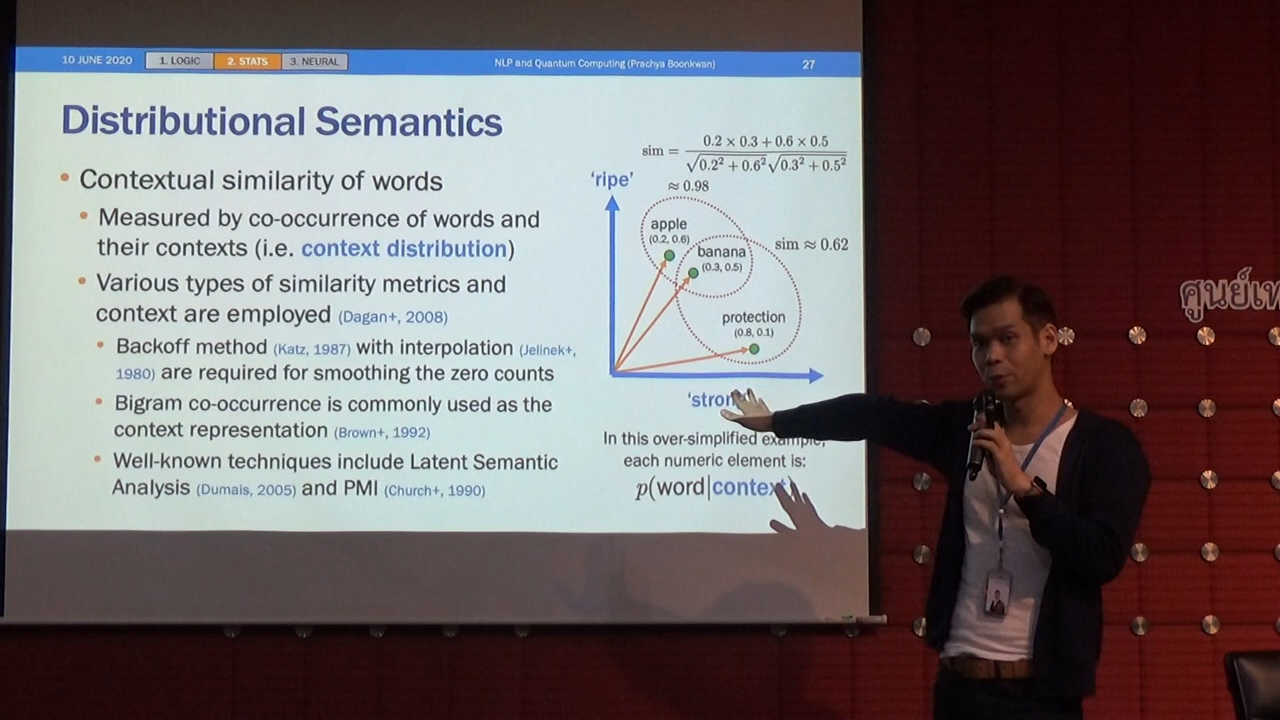 10 JUNE 2020
1. LOGIC
2. STATS
3. NEURAL
NLP and Quantum Computing (Prachya Boonkwan)
27
Distributional Semantics
• Contextual similarity of words
• Measured by co-occurrence of words and
their contexts (i.e. context distribution)
• Various types of similarity metrics and
context are employed (Dagan+, 2008)
• Backoff method (Katz, 1987) with interpolation (Jelinek+,
1980) are required for smoothing the zero counts
• Bigram co-occurrence is commonly used as the
context representation (Brown+, 1992)
• Well-known techniques include Latent Semantic
Analysis (Dumais, 2005) and PMI (Church+, 1990)
sim = (0.2 × 0.3 + 0.6 × 0.5) / (√(0.2² + 0.6²) √(0.3² + 0.5²))
≈ 0.98
'ripe'
apple
(0.2, 0.6)
banana
(0.3, 0.5)
sim ≈ 0.62
protection
(0.8, 0.1)
'stron
In this over-simplified example,
each numeric element is:
p(word|context)
ศูนย์เท